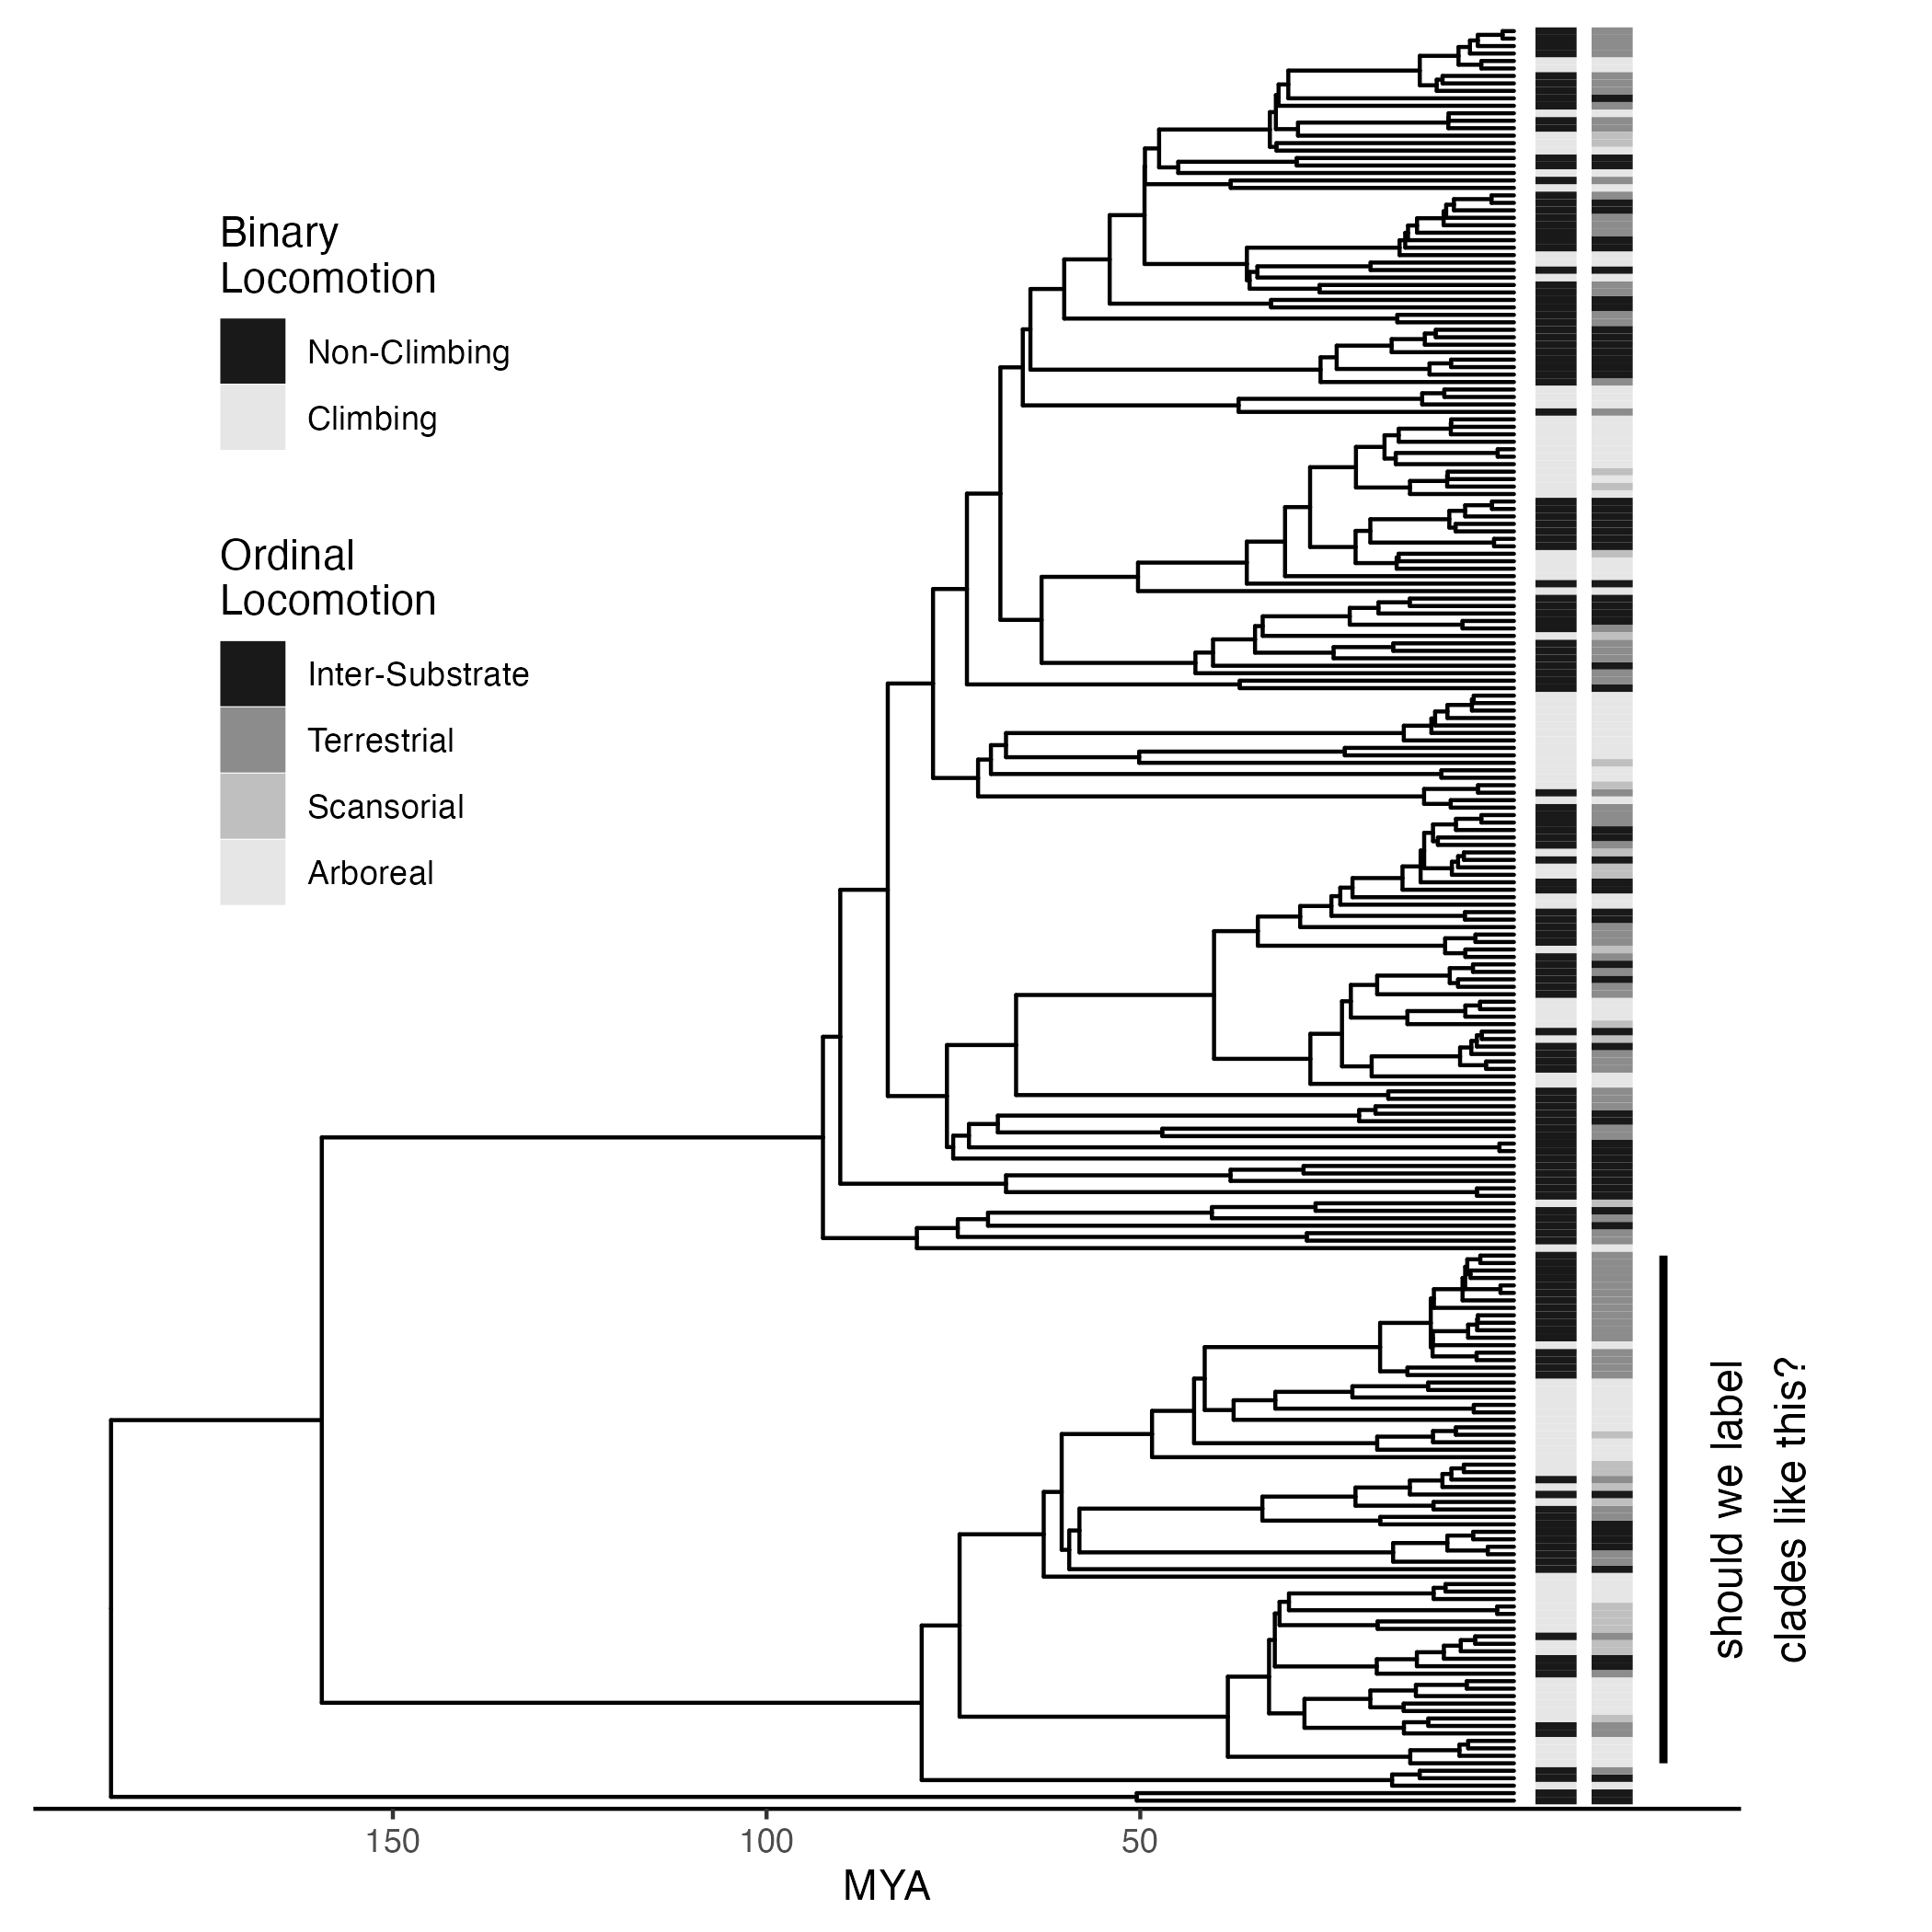 Binary
Locomotion
Non-Climbing
Climbing
Ordinal
Locomotion
Inter-Substrate
Terrestrial
Scansorial
Arboreal
should we label
clades like this?
150
100
50
MYA